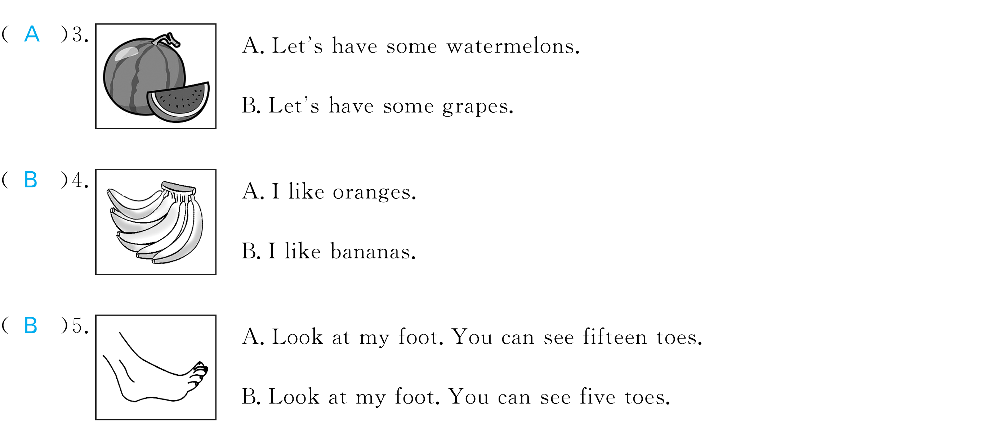 ( A )3.
A. Let's have some watermelons.
B. Let's have some grapes.
( B )4.
A. I like oranges.
B. I like bananas.
( B )5.
A. Look at my foot. You can see fifteen toes.
B. Look at my foot. You can see five toes.